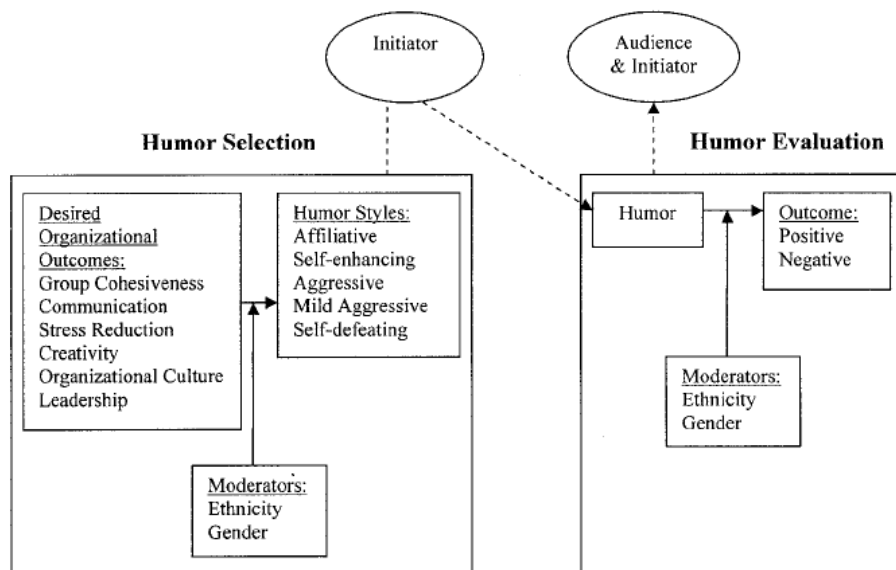 Initiator
Audience
& Initiator
Humor Selection
Humor Evaluation
Desired
Organizational
Outcomes:
Group Cohesiveness
Communication
Stress Reduction
Creativity
Organizational Culture
Leadership
Humor Styles:
Affiliative
Self-enhancing
Aggressive
Mild Aggressive
Self-defeating
Moderators:
Ethnicity
Gender
Humor
Outcome:
Positive
Negative
Moderators:
Ethnicity
Gender